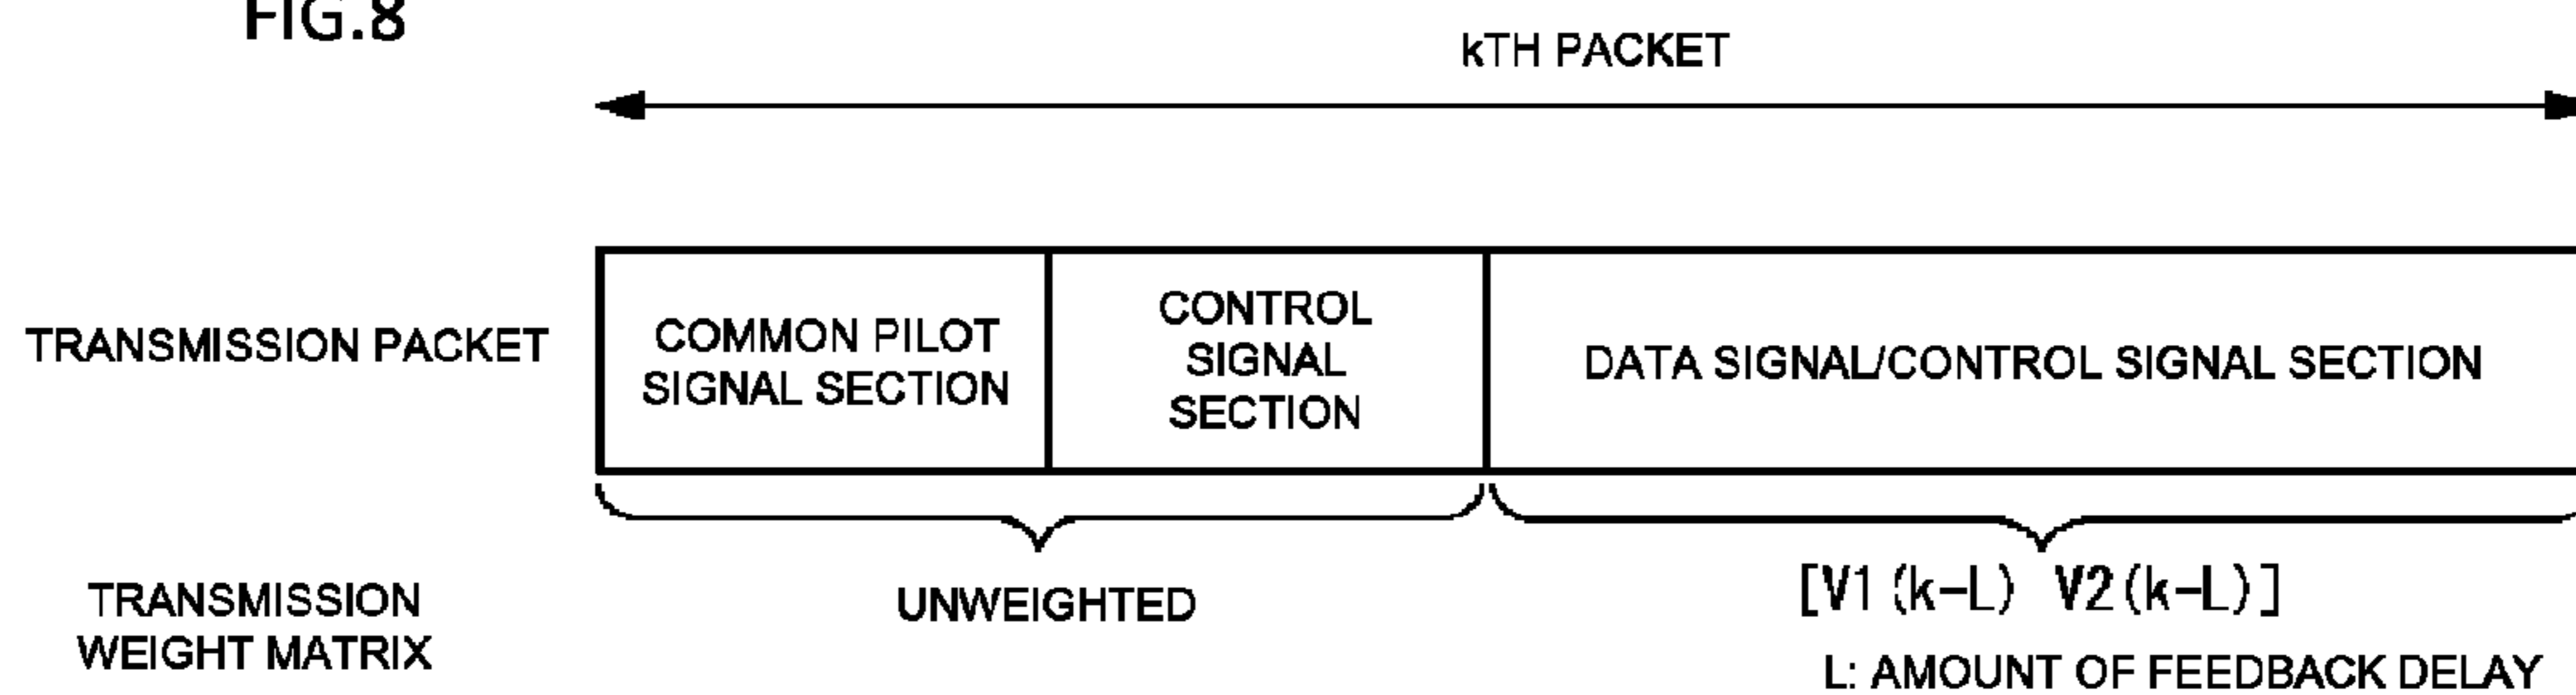 FIG.8
kTH PACKET
TRANSMISSION PACKET
COMMON PILOT
SIGNAL SECTION
CONTROL
SIGNAL
SECTION
DATA SIGNAL/CONTROL SIGNAL SECTION
TRANSMISSION
WEIGHT MATRIX
UNWEIGHTED
[V1(k-L) V2(k-L)]
L: AMOUNT OF FEEDBACK DELAY